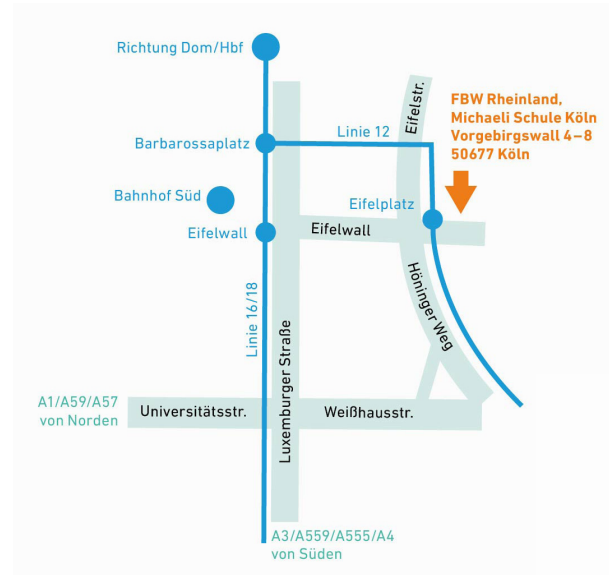 Richtung Dom/Hbf
Eifelstr.
FBW Rheinland,
Michaeli Schule Köln
Vorgebirgswall 4–8
50677 Köln
Linie 12
Barbarossaplatz
Bahnhof Süd
Eifelplatz
Eifelwall
Eifelwall
Höninger Weg
Linie 16/18
Luxemburger Straße
A1/A59/A57
von Norden
Universitätsstr.
Weißhausstr.
A3/A559/A555/A4
von Süden